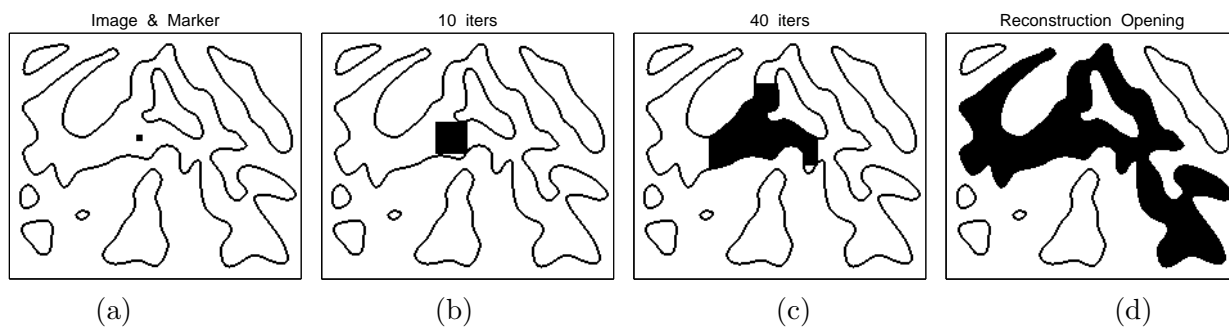 Image & Marker
10 iters
40 iters
Reconstruction Opening
(a)
(b)
(c)
(d)